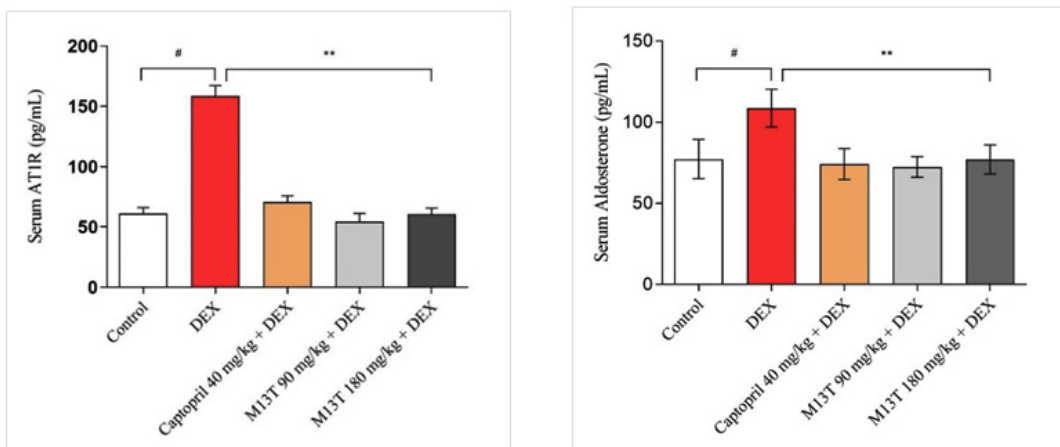 200
150
100
50
0
Serum AT1R (pg/mL)
#
**
Control
DEX
Captopril 40 mg/kg + DEX
M13T 90 mg/kg + DEX
M13T 180 mg/kg + DEX
150
100
50
0
Serum Aldosterone (pg/mL)
#
**
Control
DEX
Captopril 40 mg/kg + DEX
M13T 90 mg/kg + DEX
M13T 180 mg/kg + DEX